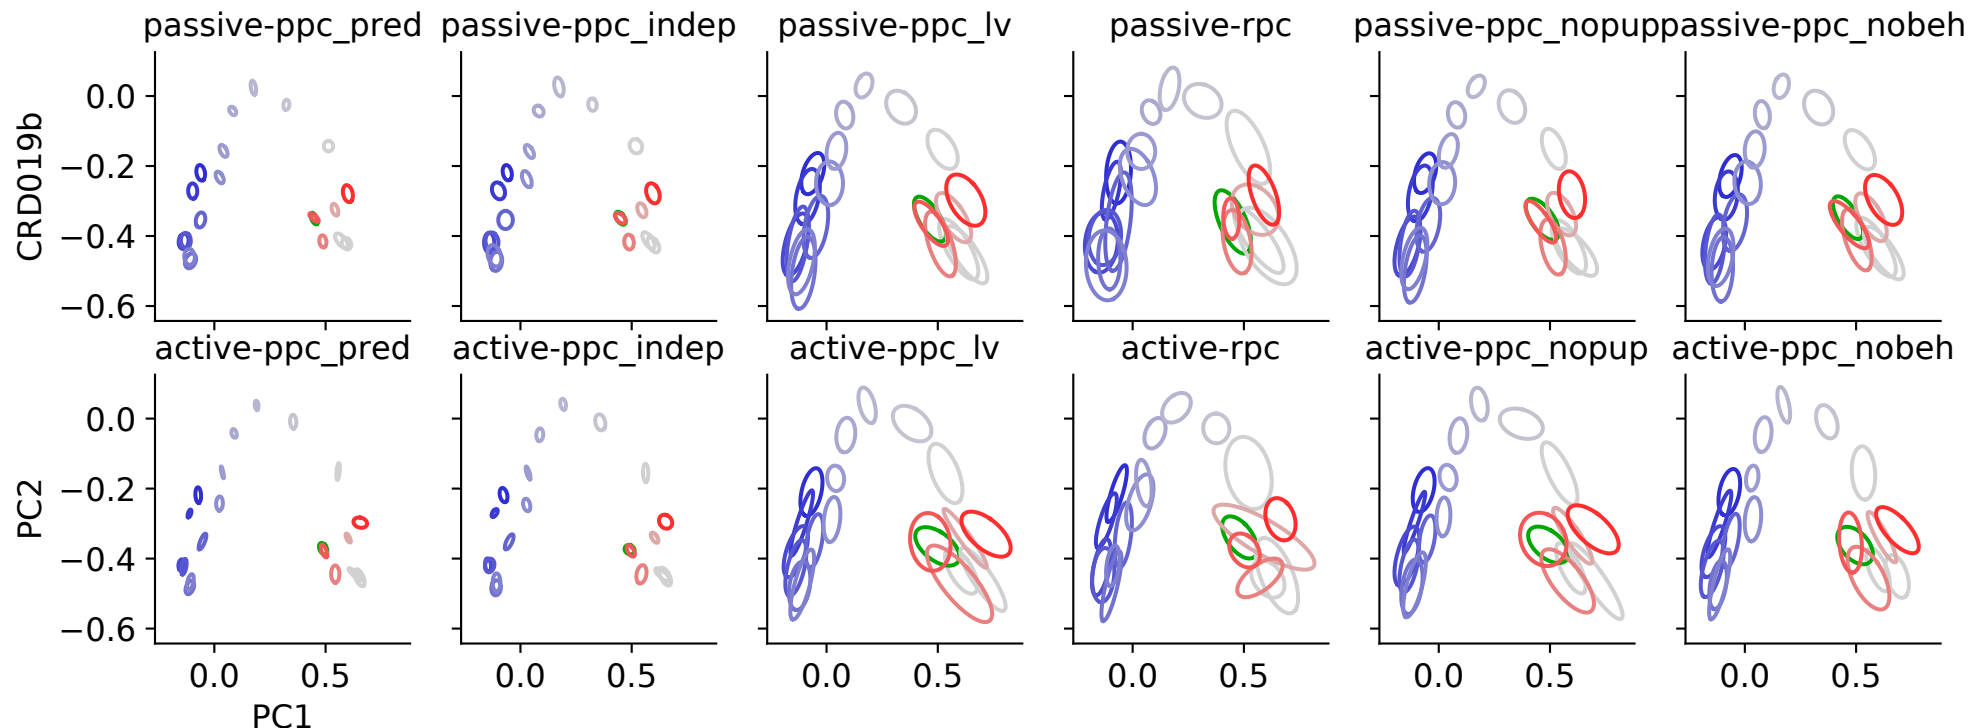 passive-ppc_pred passive-ppc_indep passive-ppc_lv passive-rpc passive-ppc_nopup passive-ppc_nobeh
CRD019b
0.0
−0.2
−0.4
−0.6
active-ppc_pred active-ppc_indep active-ppc_lv active-rpc active-ppc_nopup active-ppc_nobeh
PC2
0.0
−0.2
−0.4
−0.6
0.0 0.5 0.0 0.5 0.0 0.5 0.0 0.5 0.0 0.5 0.0 0.5
PC1